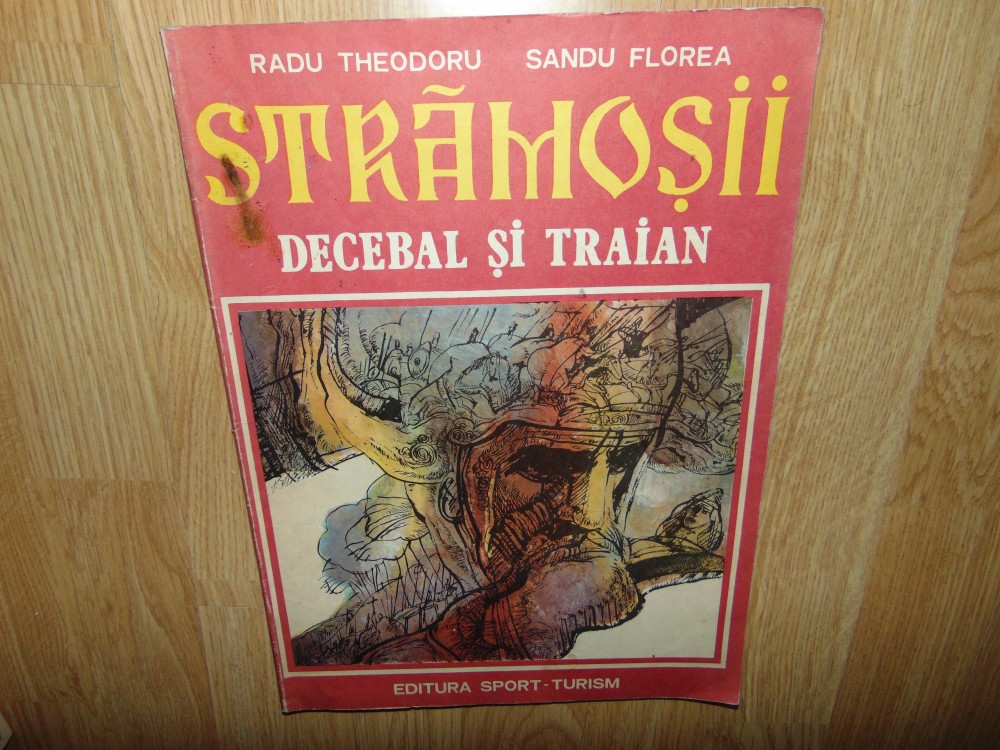 RADU THEODORU SANDU FLOREA
STRĂMOȘII
DECEBAL ȘI TRAIAN
EDITURA SPORT-TURISM